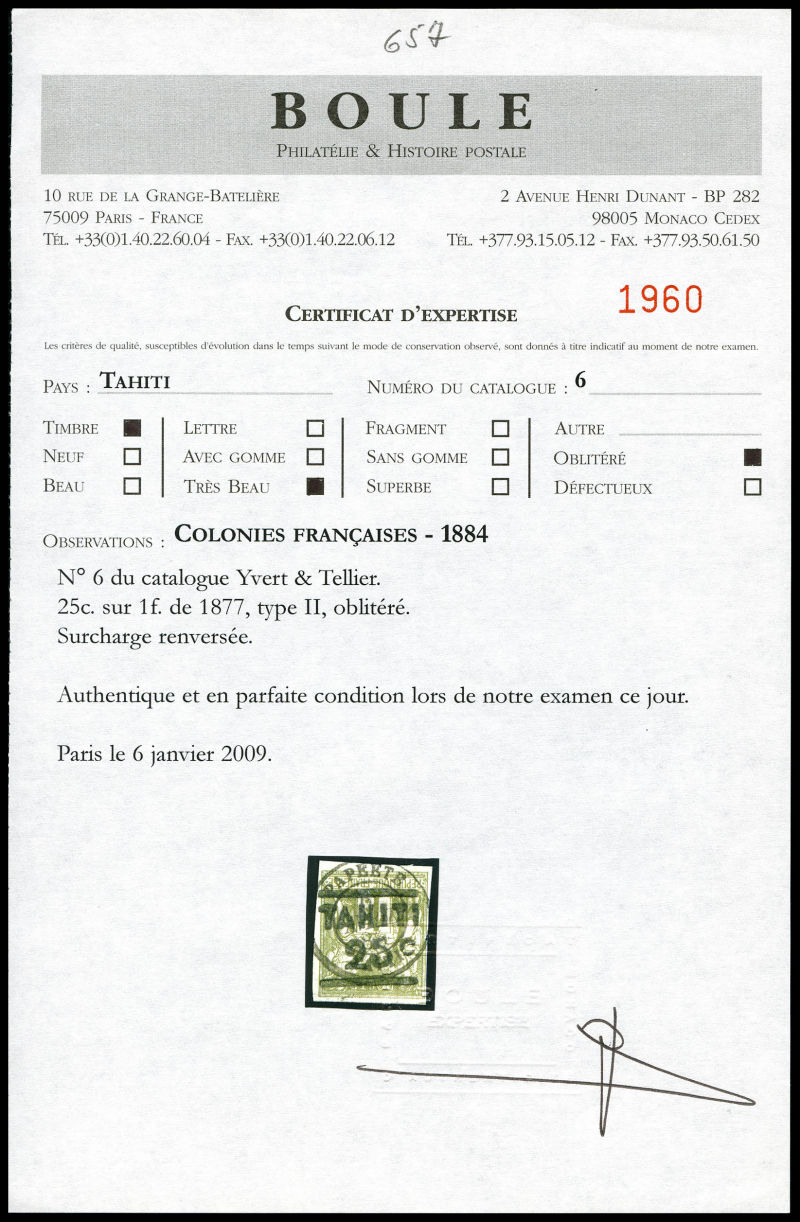 657
BOULE
PHILATÉLIE & HISTOIRE POSTALE
10 RUE DE LA GRANGE-BATELIÈRE
75009 PARIS - FRANCE
TÉL. +33(0)1.40.22.60.04 - FAX. +33(0)1.40.22.06.12
2 AVENUE HENRI DUNANT - BP 282
98005 MONACO CEDEX
TÉL. +377.93.15.05.12 - FAX. +377.93.50.61.50
1960
CERTIFICAT D'EXPERTISE
Les critères de qualité, susceptibles d'évolution dans le temps suivant le mode de conservation observé, sont donnés à titre indicatif au moment de notre examen.
PAYS : TAHITI NUMÉRO DU CATALOGUE : 6
TIMBRE LETTRE FRAGMENT AUTRE
NEUF AVEC GOMME SANS GOMME OBLITÉRÉ
BEAU TRÈS BEAU SUPERBE DÉFECTUEUX
OBSERVATIONS : COLONIES FRANÇAISES - 1884
N° 6 du catalogue Yvert & Tellier.
25c. sur 1f. de 1877, type II, oblitéré.
Surcharge renversée.
Authentique et en parfaite condition lors de notre examen ce jour.
Paris le 6 janvier 2009.
PAPEETE
TAHITI
25 C
BOULE